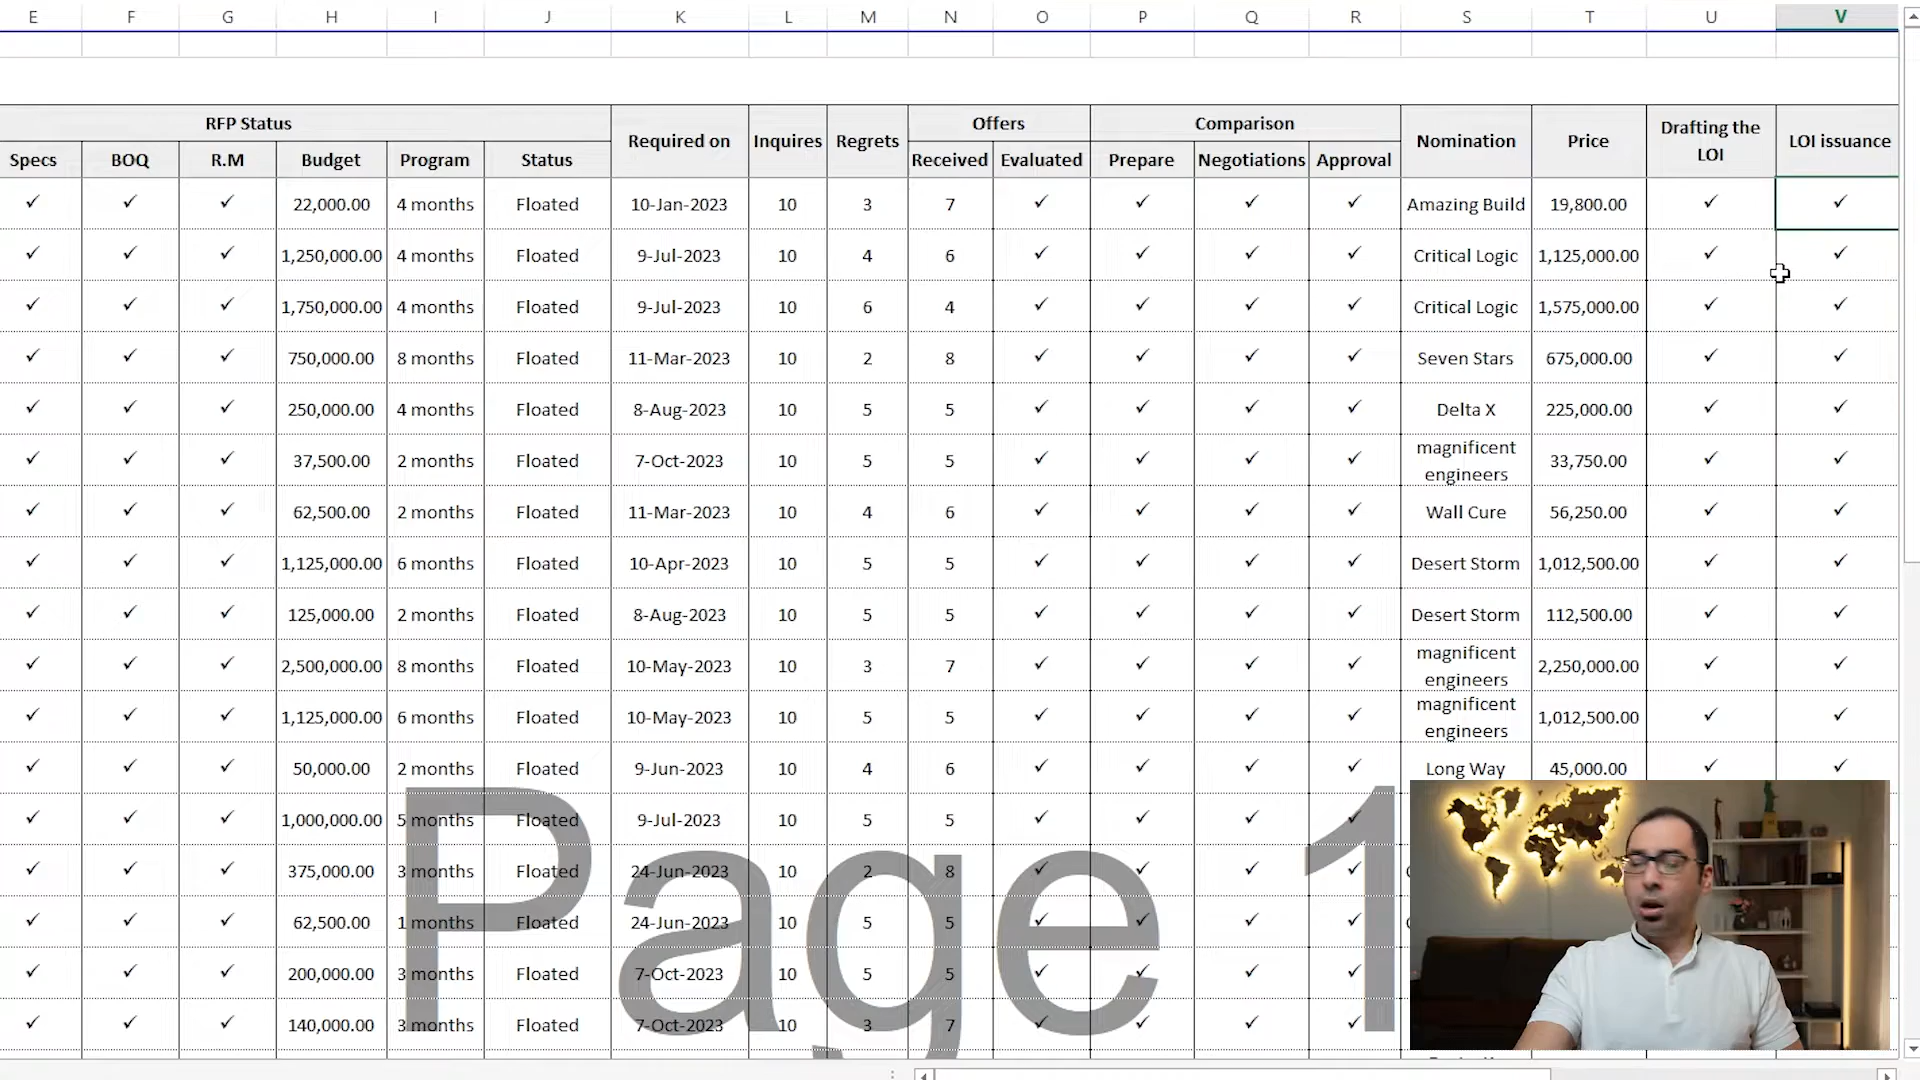 E F G H I J K L M N O P Q R S T U V
RFP Status Required on Inquires Regrets Offers Comparison Nomination Price Drafting the LOI LOI issuance
Specs BOQ R.M Budget Program Status Received Evaluated Prepare Negotiations Approval
✓ ✓ ✓ 22,000.00 4 months Floated 10-Jan-2023 10 3 7 ✓ ✓ ✓ ✓ Amazing Build 19,800.00 ✓ ✓
✓ ✓ ✓ 1,250,000.00 4 months Floated 9-Jul-2023 10 4 6 ✓ ✓ ✓ ✓ Critical Logic 1,125,000.00 ✓ ✓
✓ ✓ ✓ 1,750,000.00 4 months Floated 9-Jul-2023 10 6 4 ✓ ✓ ✓ ✓ Critical Logic 1,575,000.00 ✓ ✓
✓ ✓ ✓ 750,000.00 8 months Floated 11-Mar-2023 10 2 8 ✓ ✓ ✓ ✓ Seven Stars 675,000.00 ✓ ✓
✓ ✓ ✓ 250,000.00 4 months Floated 8-Aug-2023 10 5 5 ✓ ✓ ✓ ✓ Delta X 225,000.00 ✓ ✓
✓ ✓ ✓ 37,500.00 2 months Floated 7-Oct-2023 10 5 5 ✓ ✓ ✓ ✓ magnificent engineers 33,750.00 ✓ ✓
✓ ✓ ✓ 62,500.00 2 months Floated 11-Mar-2023 10 4 6 ✓ ✓ ✓ ✓ Wall Cure 56,250.00 ✓ ✓
✓ ✓ ✓ 1,125,000.00 6 months Floated 10-Apr-2023 10 5 5 ✓ ✓ ✓ ✓ Desert Storm 1,012,500.00 ✓ ✓
✓ ✓ ✓ 125,000.00 2 months Floated 8-Aug-2023 10 5 5 ✓ ✓ ✓ ✓ Desert Storm 112,500.00 ✓ ✓
✓ ✓ ✓ 2,500,000.00 8 months Floated 10-May-2023 10 3 7 ✓ ✓ ✓ ✓ magnificent engineers 2,250,000.00 ✓ ✓
✓ ✓ ✓ 1,125,000.00 6 months Floated 10-May-2023 10 5 5 ✓ ✓ ✓ ✓ magnificent engineers 1,012,500.00 ✓ ✓
✓ ✓ ✓ 50,000.00 2 months Floated 9-Jun-2023 10 4 6 ✓ ✓ ✓ ✓ Long Way 45,000.00 ✓ ✓
✓ ✓ ✓ 1,000,000.00 5 months Floated 9-Jul-2023 10 5 5 ✓ ✓ ✓ ✓
✓ ✓ ✓ 375,000.00 3 months Floated 24-Jun-2023 10 2 8 ✓ ✓ ✓ ✓
✓ ✓ ✓ 62,500.00 1 months Floated 24-Jun-2023 10 5 5 ✓ ✓ ✓ ✓
✓ ✓ ✓ 200,000.00 3 months Floated 7-Oct-2023 10 5 5 ✓ ✓ ✓ ✓
✓ ✓ ✓ 140,000.00 3 months Floated 7-Oct-2023 10 3 7 ✓ ✓ ✓ ✓
Page 1